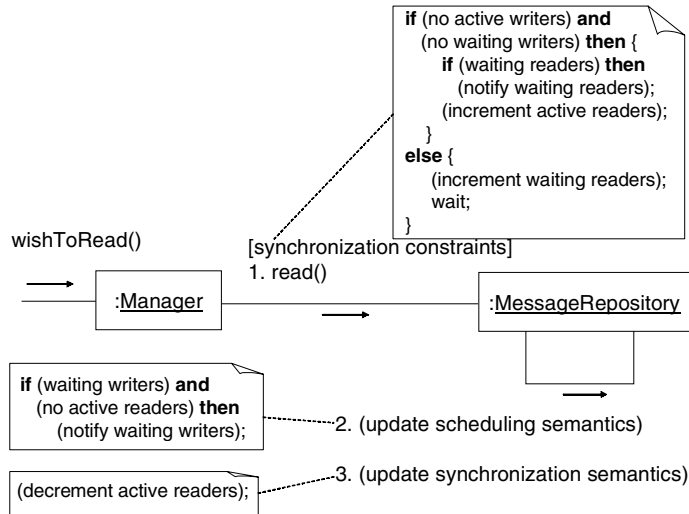 if (no active writers) and
(no waiting writers) then {
if (waiting readers) then
(notify waiting readers);
(increment active readers);
}
else {
(increment waiting readers);
wait;
}
wishToRead()
[synchronization constraints]
1. read()
:Manager
:MessageRepository
if (waiting writers) and
(no active readers) then
(notify waiting writers);
2. (update scheduling semantics)
3. (update synchronization semantics)
(decrement active readers);